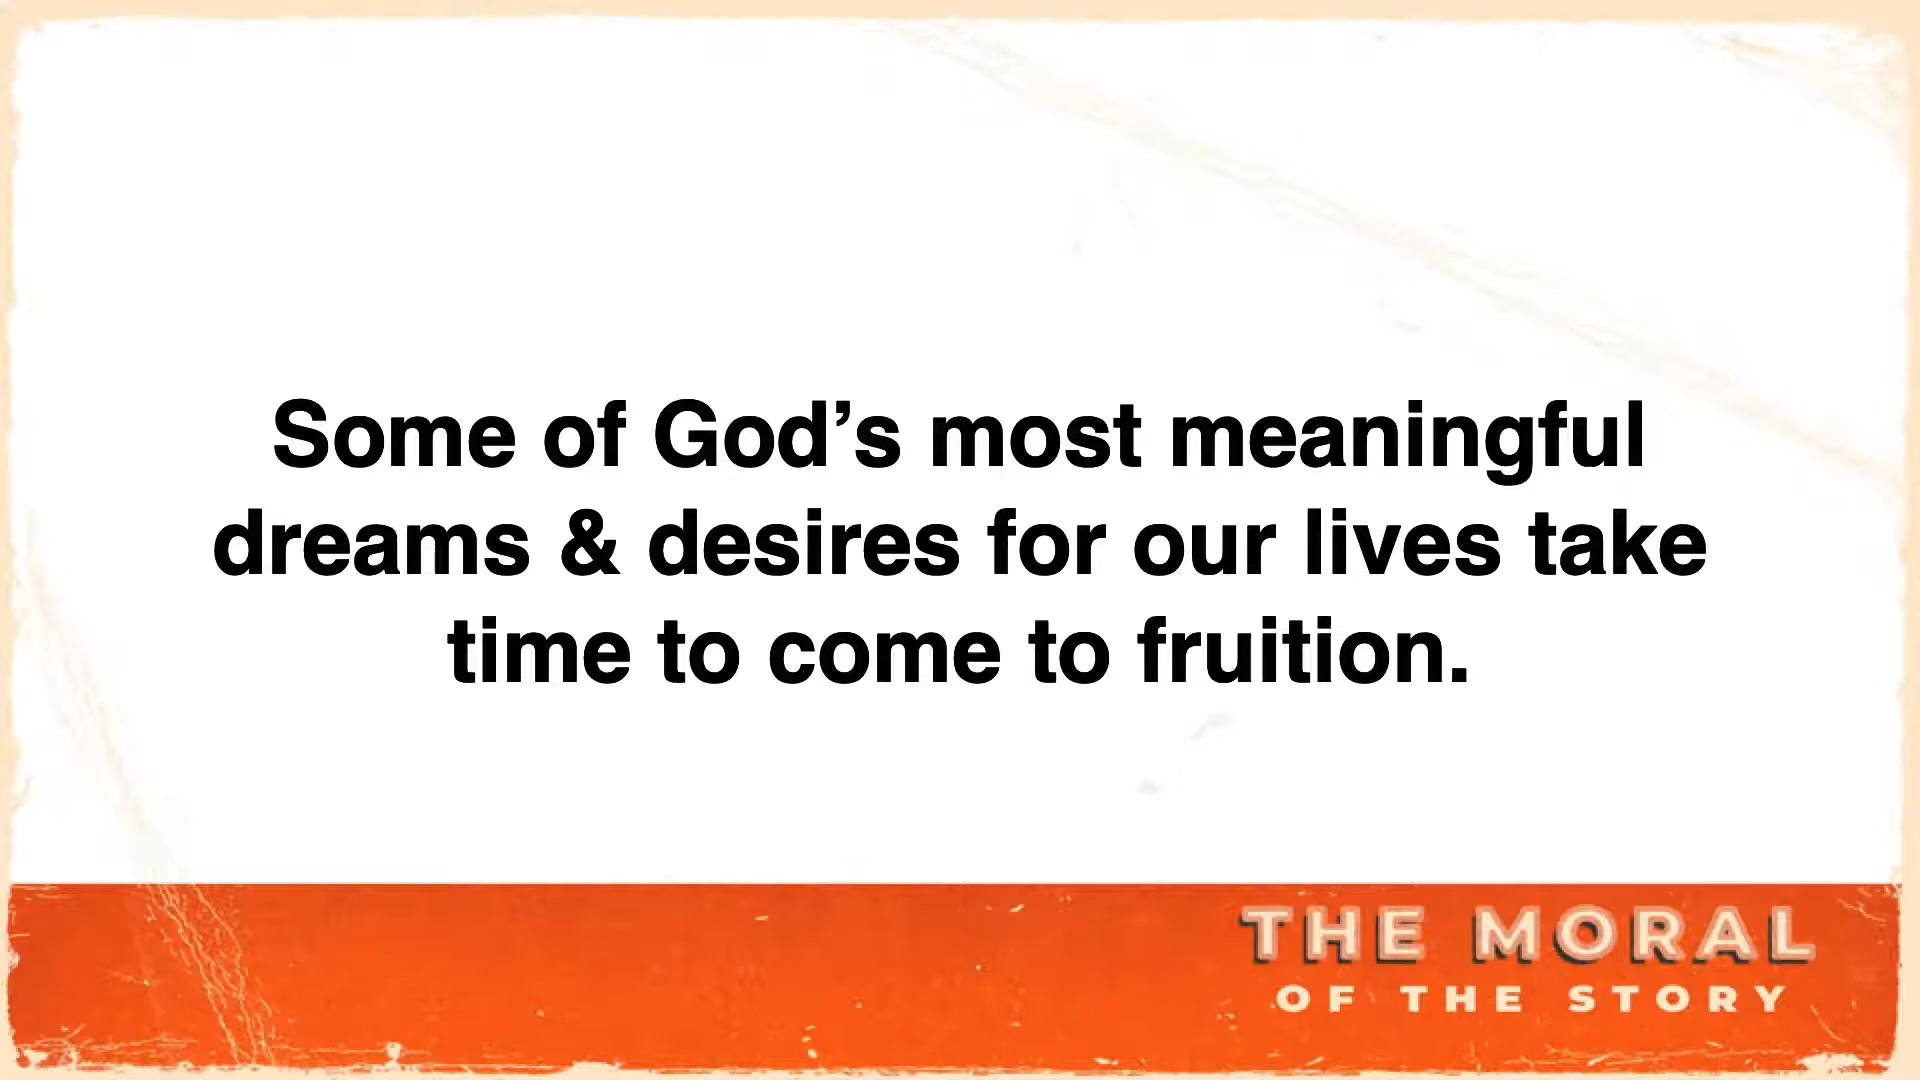 Some of God’s most meaningful
dreams & desires for our lives take
time to come to fruition.
THE MORAL
OF THE STORY